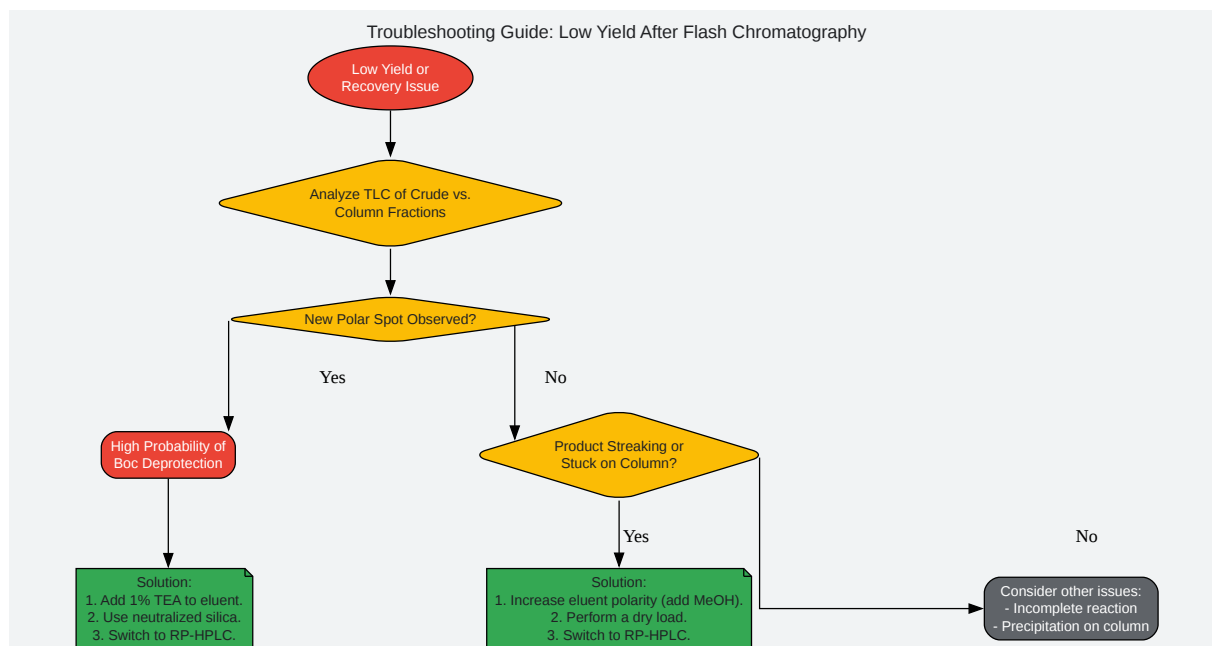 Troubleshooting Guide: Low Yield After Flash Chromatography
Low Yield or
Recovery Issue
Analyze TLC of Crude vs.
Column Fractions
New Polar Spot Observed?
Yes
No
High Probability of
Boc Deprotection
Product Streaking or
Stuck on Column?
Yes
No
Solution:
1. Add 1% TEA to eluent.
2. Use neutralized silica.
3. Switch to RP-HPLC.
Solution:
1. Increase eluent polarity (add MeOH).
2. Perform a dry load.
3. Switch to RP-HPLC.
Consider other issues:
- Incomplete reaction
- Precipitation on column